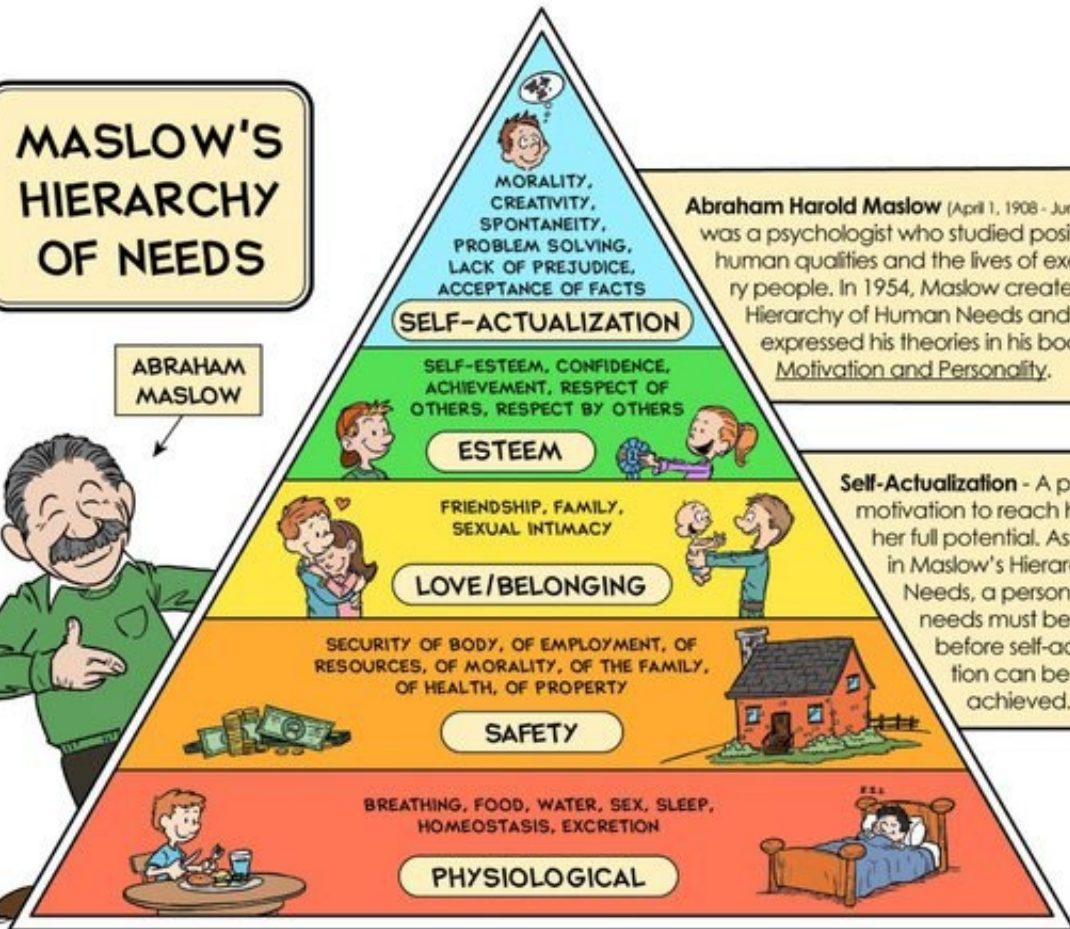 MASLOW'S
HIERARCHY
OF NEEDS
ABRAHAM
MASLOW
MORALITY,
CREATIVITY,
SPONTANEITY,
PROBLEM SOLVING,
LACK OF PREJUDICE,
ACCEPTANCE OF FACTS
SELF-ACTUALIZATION
SELF-ESTEEM, CONFIDENCE,
ACHIEVEMENT, RESPECT OF
OTHERS, RESPECT BY OTHERS
ESTEEM
FRIENDSHIP, FAMILY,
SEXUAL INTIMACY
LOVE/BELONGING
SECURITY OF BODY, OF EMPLOYMENT, OF
RESOURCES, OF MORALITY, OF THE FAMILY,
OF HEALTH, OF PROPERTY
SAFETY
BREATHING, FOOD, WATER, SEX, SLEEP,
HOMEOSTASIS, EXCRETION
PHYSIOLOGICAL
Abraham Harold Maslow (April 1, 1908 - 
was a psychologist who studied
human qualities and the lives of
ry people. In 1954, Maslow
Hierarchy of Human Needs and
expressed his theories in his
Motivation and Personality.
Self-Actualization - A
motivation to reach
her full potential. As
in Maslow's
Needs, a person
needs must be
before
tion can be
achieved.